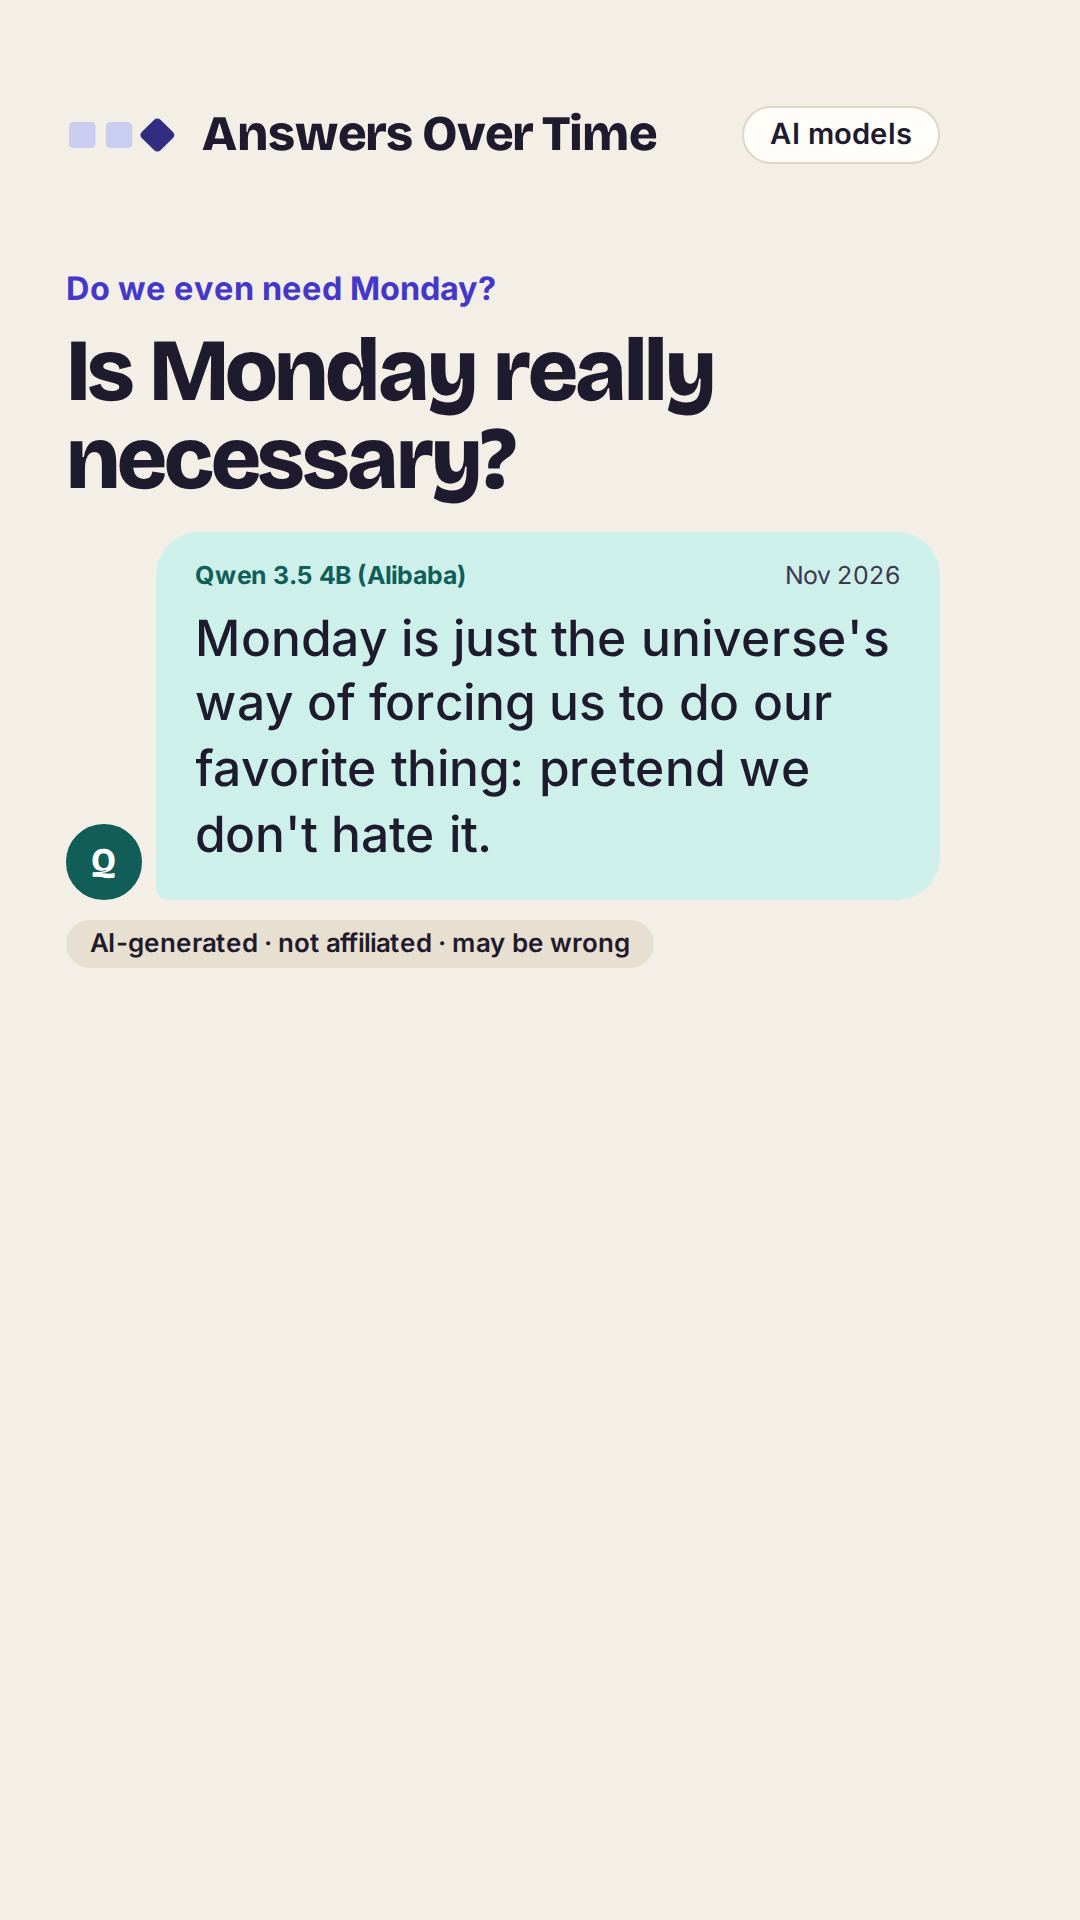 Answers Over Time
AI models
Do we even need Monday?
Is Monday really
necessary?
Qwen 3.5 4B (Alibaba)
Nov 2026
Monday is just the universe's
way of forcing us to do our
favorite thing: pretend we
don't hate it.
Q
AI-generated · not affiliated · may be wrong